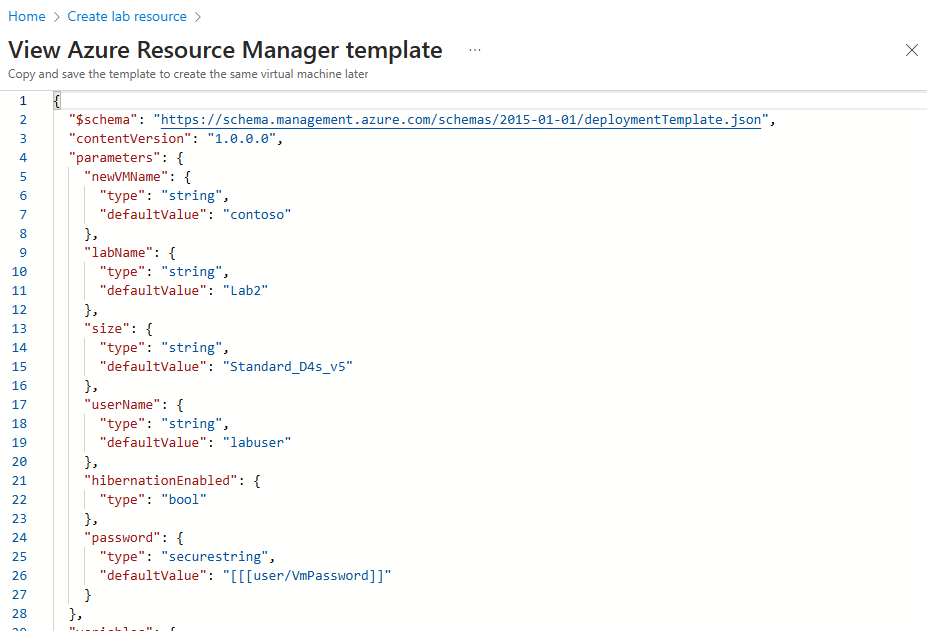 Home > Create lab resource >
View Azure Resource Manager template ...
Copy and save the template to create the same virtual machine later
1 {
2 "$schema": "https://schema.management.azure.com/schemas/2015-01-01/deploymentTemplate.json",
3 "contentVersion": "1.0.0.0",
4 "parameters": {
5 "newVMName": {
6 "type": "string",
7 "defaultValue": "contoso"
8 },
9 "labName": {
10 "type": "string",
11 "defaultValue": "Lab2"
12 },
13 "size": {
14 "type": "string",
15 "defaultValue": "Standard_D4s_v5"
16 },
17 "userName": {
18 "type": "string",
19 "defaultValue": "labuser"
20 },
21 "hibernationEnabled": {
22 "type": "bool"
23 },
24 "password": {
25 "type": "securestring",
26 "defaultValue": "[[[user/VmPassword]]"
27 }
28 },
29 "variables": {